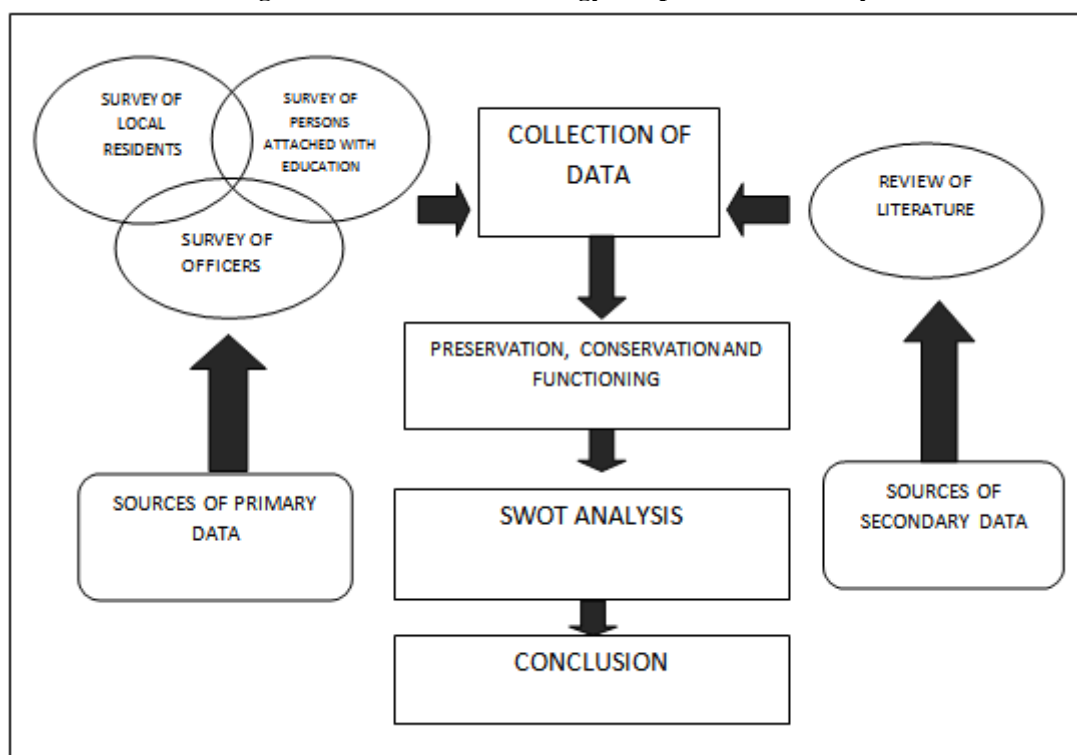 SURVEY OF
LOCAL
RESIDENTS
SURVEY OF
PERSONS
ATTACHED WITH
EDUCATION
SURVEY OF
OFFICERS
COLLECTION OF
DATA
REVIEW OF
LITERATURE
PRESERVATION, CONSERVATION AND
FUNCTIONING
SOURCES OF PRIMARY
DATA
SWOT ANALYSIS
SOURCES OF
SECONDARY DATA
CONCLUSION